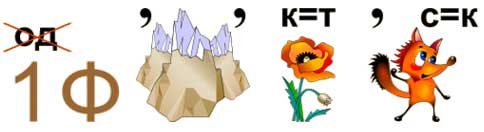 од , , к=т , с=к
1Ф